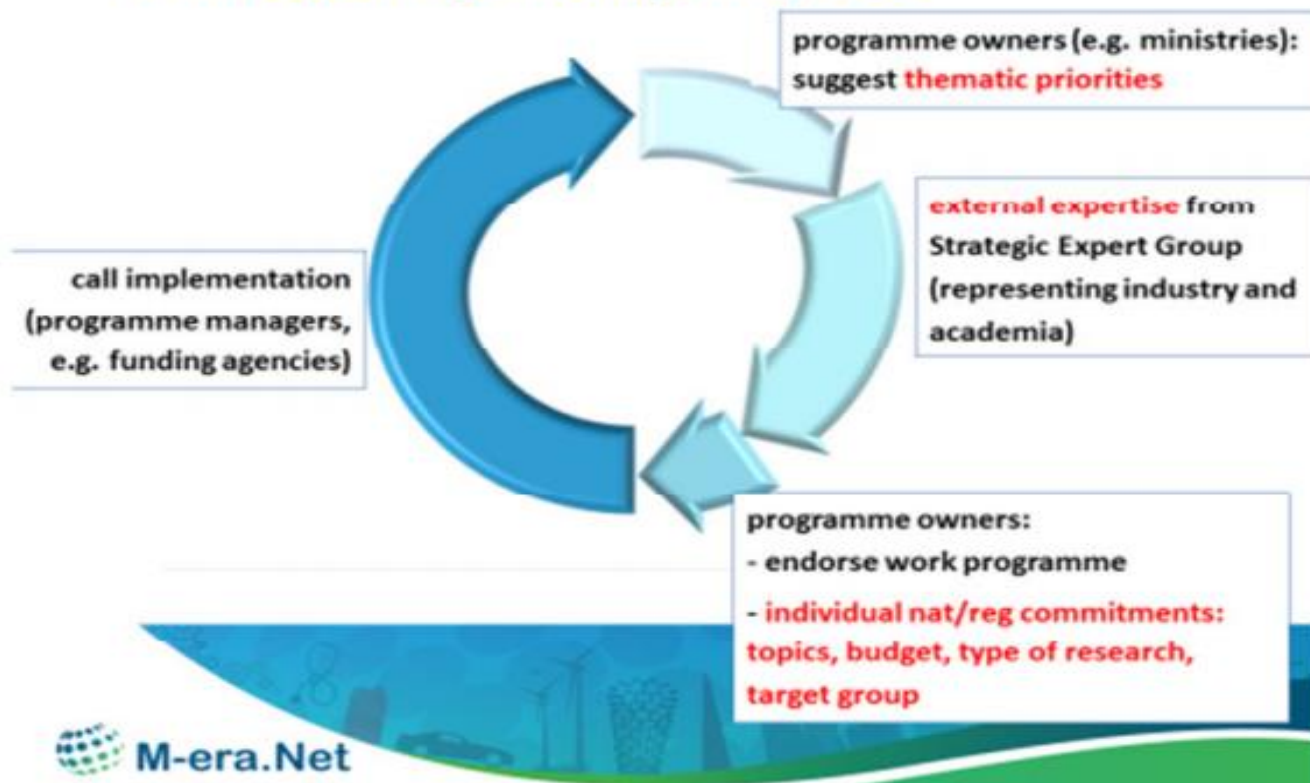 programme owners (e.g. ministries):
suggest thematic priorities
external expertise from
Strategic Expert Group
(representing industry and
academia)
call implementation
(programme managers,
e.g. funding agencies)
programme owners:
- endorse work programme
- individual nat/reg commitments:
topics, budget, type of research,
target group
M-era.Net